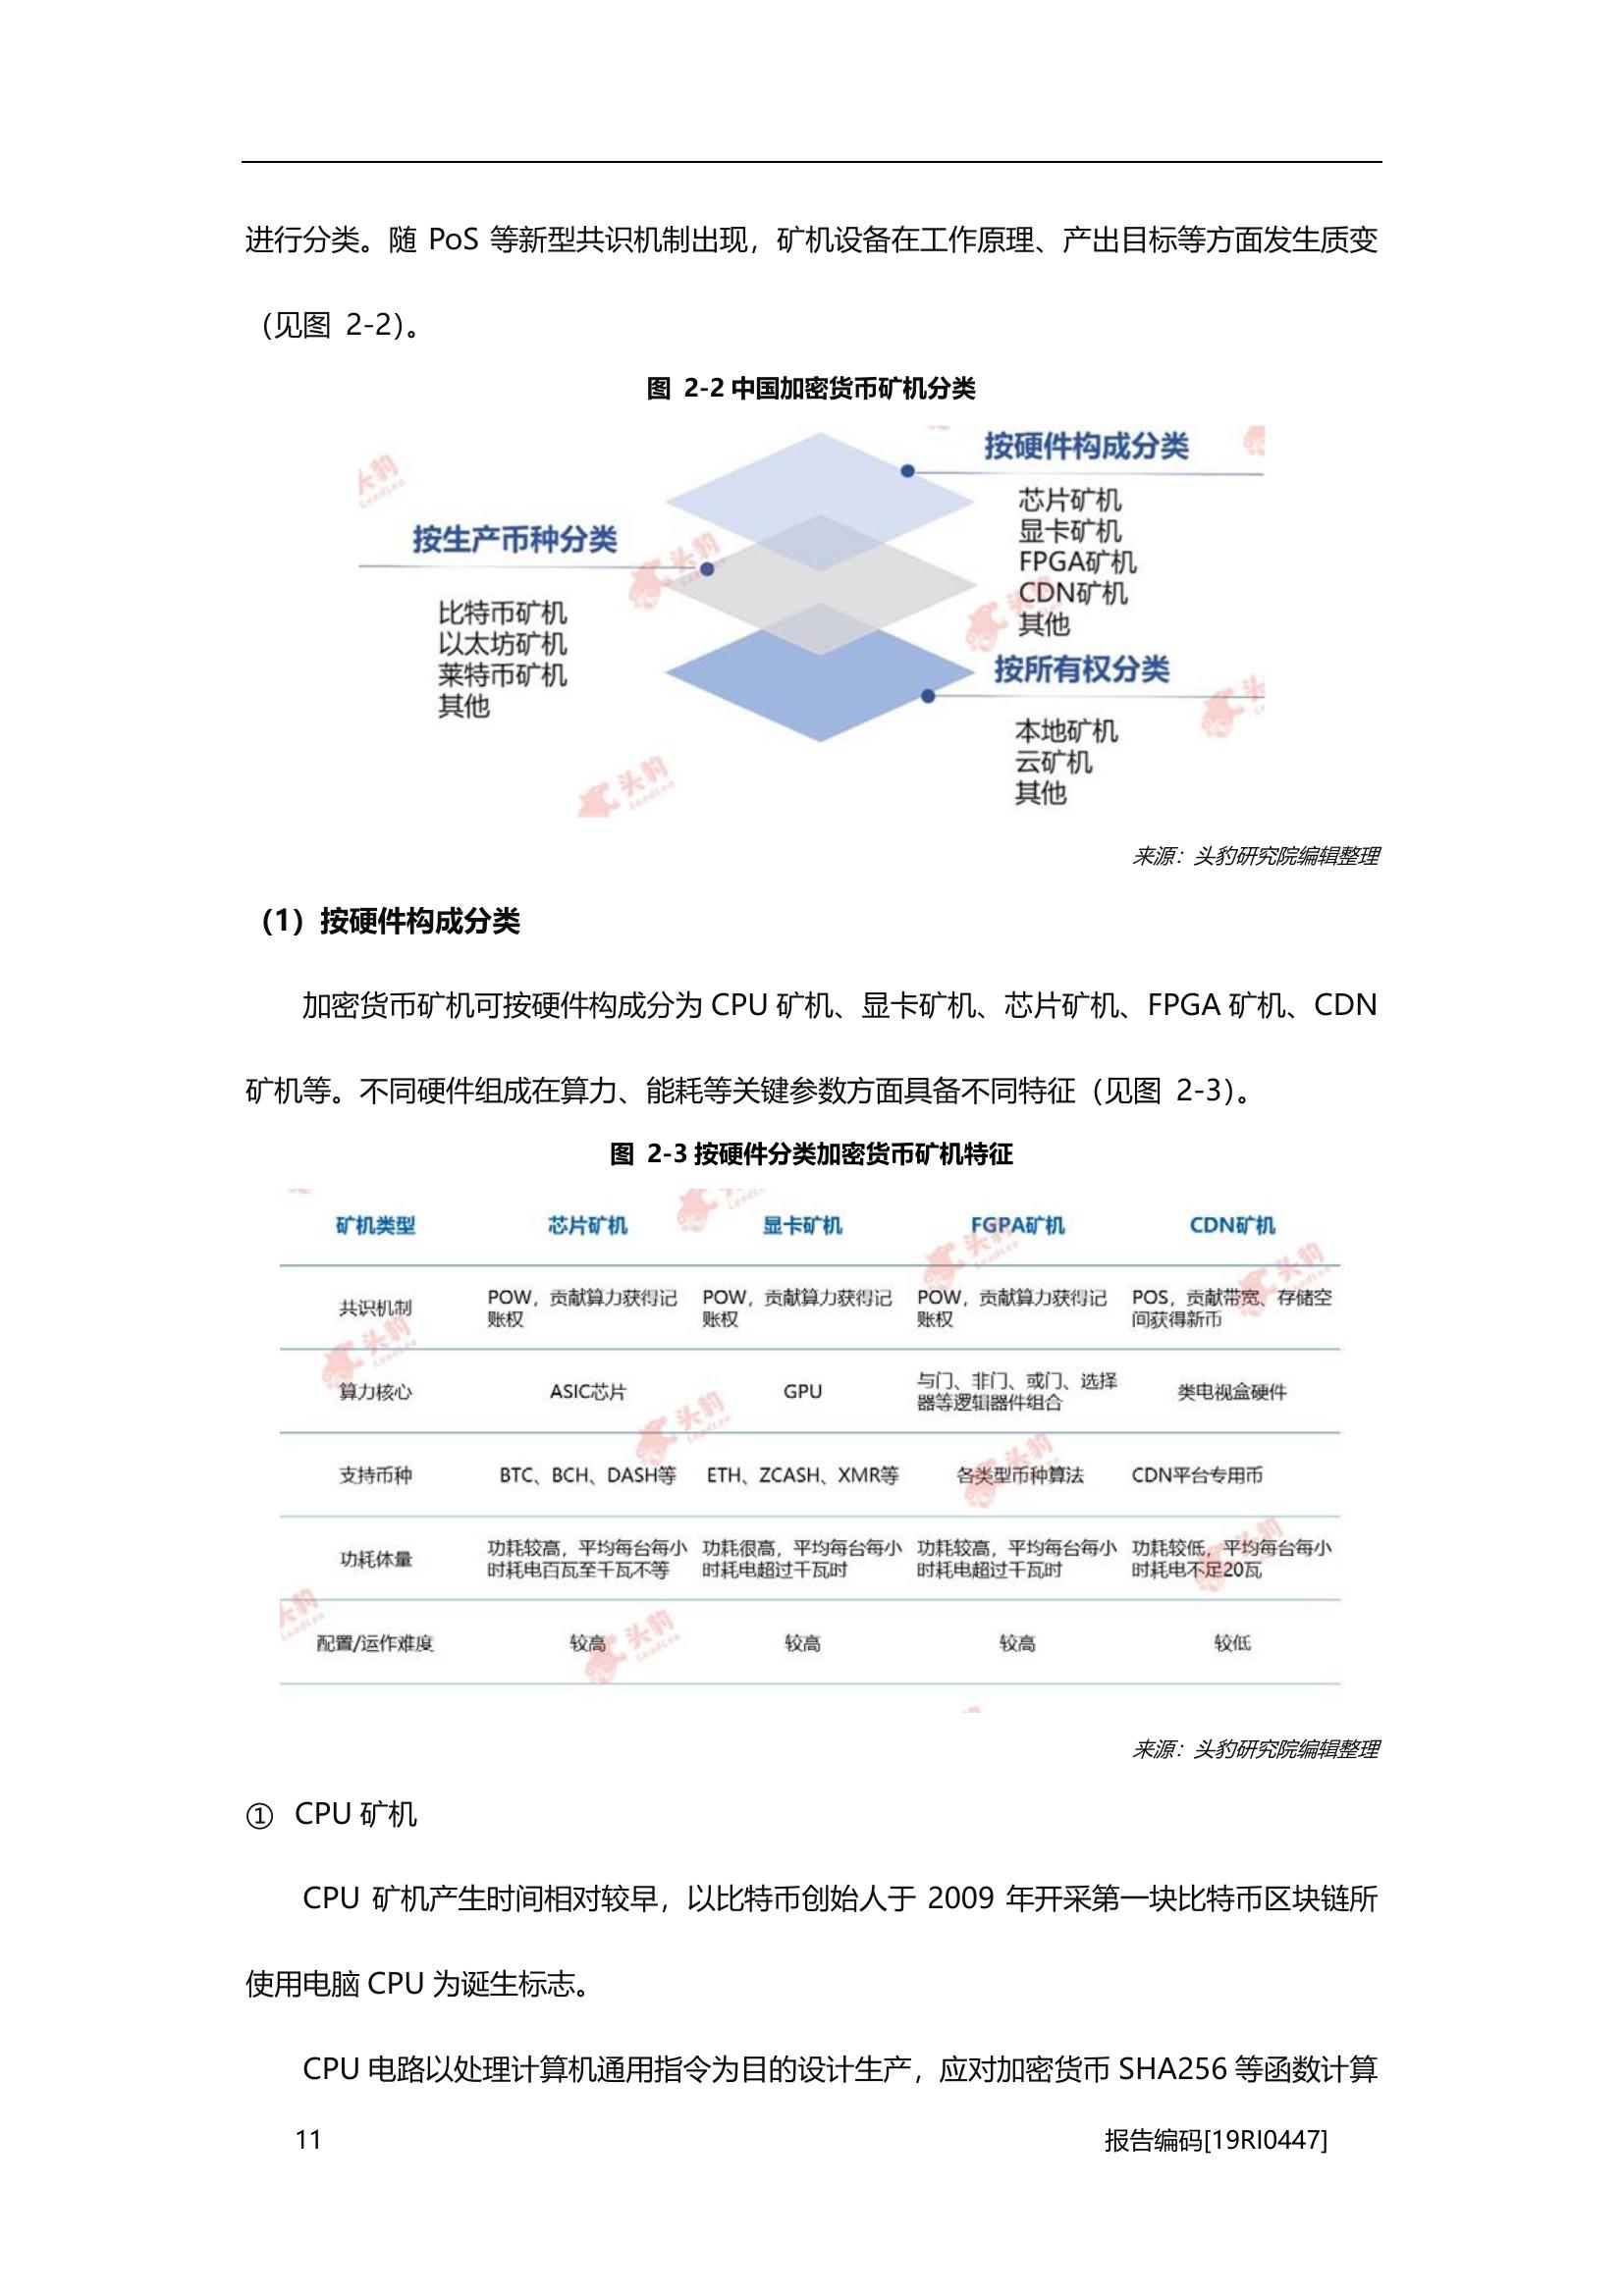 进行分类。随 PoS 等新型共识机制出现，矿机设备在工作原理、产出目标等方面发生质变
（见图 2-2）。
图 2-2 中国加密货币矿机分类
按硬件构成分类
芯片矿机
显卡矿机
FPGA矿机
CDN矿机
其他
按生产币种分类
比特币矿机
以太坊矿机
莱特币矿机
其他
按所有权分类
本地矿机
云矿机
其他
来源：头豹研究院编辑整理
（1）按硬件构成分类
加密货币矿机可按硬件构成分为 CPU 矿机、显卡矿机、芯片矿机、FPGA 矿机、CDN
矿机等。不同硬件组成在算力、能耗等关键参数方面具备不同特征（见图 2-3）。
图 2-3 按硬件分类加密货币矿机特征
矿机类型 芯片矿机 显卡矿机 FGPA矿机 CDN矿机
共识机制 POW，贡献算力获得记账权 POW，贡献算力获得记账权 POW，贡献算力获得记账权 POS，贡献带宽、存储空间获得新币
算力核心 ASIC芯片 GPU 与门、非门、或门、选择器等逻辑器件组合 类电视盒硬件
支持币种 BTC、BCH、DASH等 ETH、ZCASH、XMR等 各类型币种算法 CDN平台专用币
功耗体量 功耗较高，平均每台每小时耗电百瓦至千瓦不等 功耗很高，平均每台每小时耗电超过千瓦时 功耗较高，平均每台每小时耗电超过千瓦时 功耗较低，平均每台每小时耗电不足20瓦
配置/运作难度 较高 较高 较高 较低
来源：头豹研究院编辑整理
① CPU 矿机
CPU 矿机产生时间相对较早，以比特币创始人于 2009 年开采第一块比特币区块链所
使用电脑 CPU 为诞生标志。
CPU 电路以处理计算机通用指令为目的设计生产，应对加密货币 SHA256 等函数计算
11 报告编码[19RI0447]